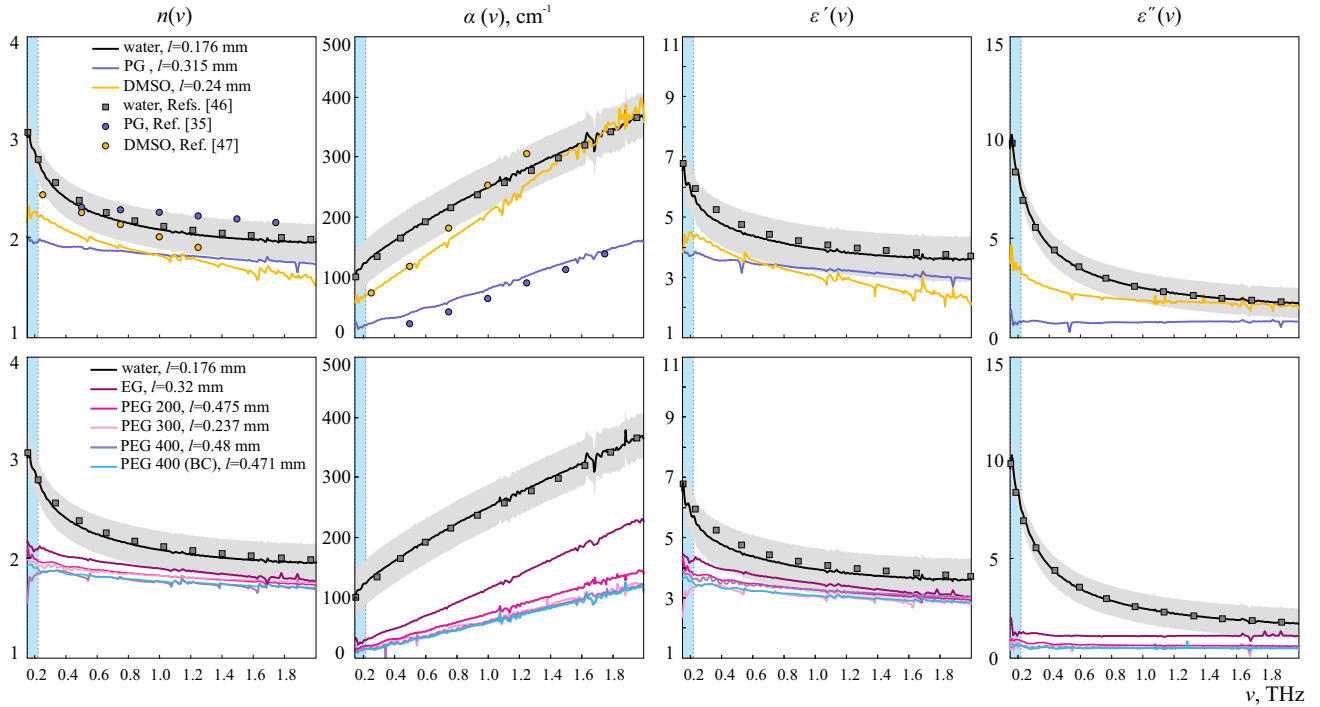 n(ν)
α (ν), cm⁻¹
ε′(ν)
ε″(ν)
4
3
2
1
water, l=0.176 mm
PG , l=0.315 mm
DMSO, l=0.24 mm
water, Refs. [46]
PG, Ref. [35]
DMSO, Ref. [47]
500
400
300
200
100
0
11
9
7
5
3
1
15
10
5
0
4
3
2
1
water, l=0.176 mm
EG, l=0.32 mm
PEG 200, l=0.475 mm
PEG 300, l=0.237 mm
PEG 400, l=0.48 mm
PEG 400 (BC), l=0.471 mm
500
400
300
200
100
0
11
9
7
5
3
1
15
10
5
0
0.2 0.4 0.6 0.8 1.0 1.2 1.4 1.6 1.8
0.2 0.4 0.6 0.8 1.0 1.2 1.4 1.6 1.8
0.2 0.4 0.6 0.8 1.0 1.2 1.4 1.6 1.8
0.2 0.4 0.6 0.8 1.0 1.2 1.4 1.6 1.8
ν, THz